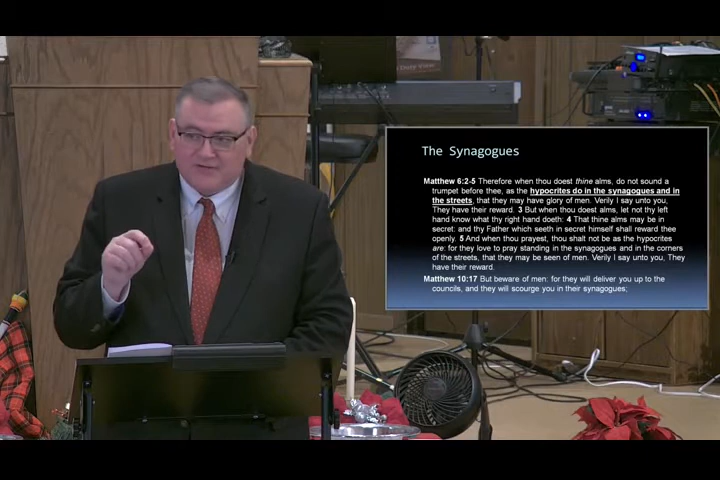 The Synagogues
Matthew 6:2-5 Therefore when thou doest thine alms, do not sound a
trumpet before thee, as the hypocrites do in the synagogues and in
the streets, that they may have glory of men. Verily I say unto you,
They have their reward. 3 But when thou doest alms, let not thy left
hand know what thy right hand doeth: 4 That thine alms may be in
secret: and thy Father which seeth in secret himself shall reward thee
openly. 5 And when thou prayest, thou shalt not be as the hypocrites
are: for they love to pray standing in the synagogues and in the corners
of the streets, that they may be seen of men. Verily I say unto you, They
have their reward.
Matthew 10:17 But beware of men: for they will deliver you up to the
councils, and they will scourge you in their synagogues;